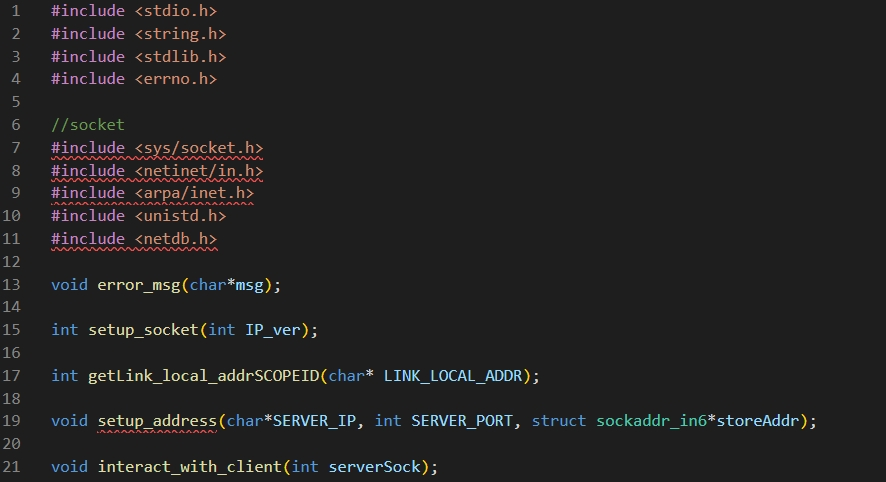 1 #include <stdio.h>
2 #include <string.h>
3 #include <stdlib.h>
4 #include <errno.h>
5
6 //socket
7 #include <sys/socket.h>
8 #include <netinet/in.h>
9 #include <arpa/inet.h>
10 #include <unistd.h>
11 #include <netdb.h>
12
13 void error_msg(char*msg);
14
15 int setup_socket(int IP_ver);
16
17 int getLink_local_addrSCOPEID(char* LINK_LOCAL_ADDR);
18
19 void setup_address(char*SERVER_IP, int SERVER_PORT, struct sockaddr_in6*storeAddr);
20
21 void interact_with_client(int serverSock);